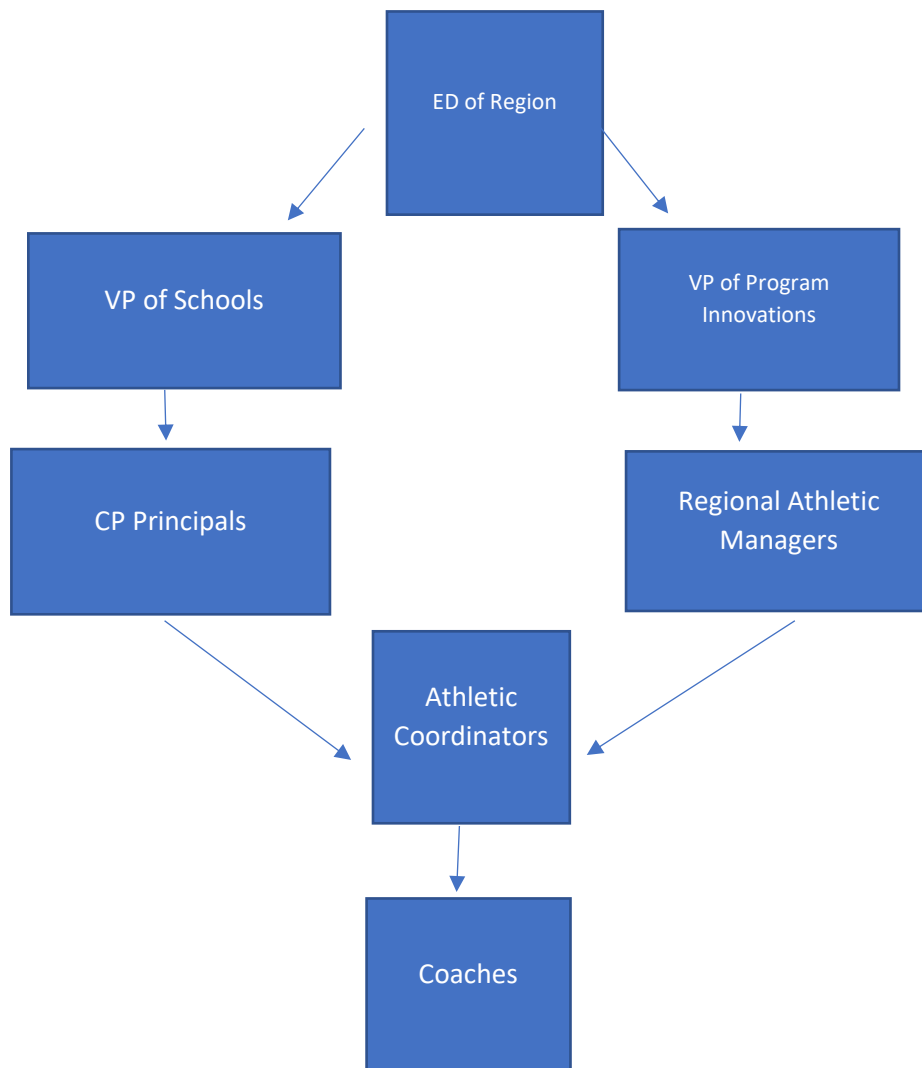 ED of Region
VP of Schools
VP of Program
Innovations
CP Principals
Regional Athletic
Managers
Athletic
Coordinators
Coaches